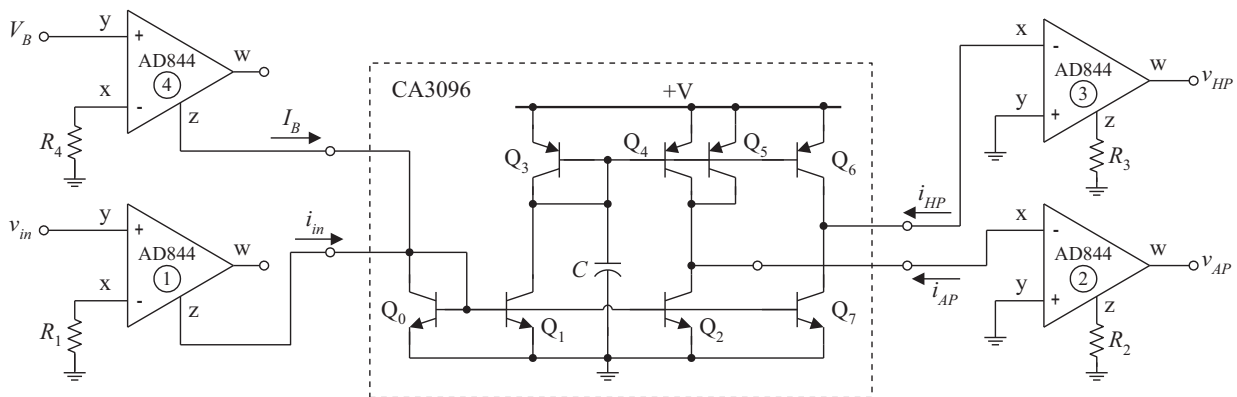 V_B
y
+
AD844
4
w
x
-
z
R_4
I_B
v_in
y
+
AD844
1
w
x
-
z
R_1
i_in
CA3096
+V
Q_3
Q_4
Q_5
Q_6
C
Q_0
Q_1
Q_2
Q_7
i_HP
i_AP
x
-
AD844
3
w
v_HP
y
+
z
R_3
x
-
AD844
2
w
v_AP
y
+
z
R_2